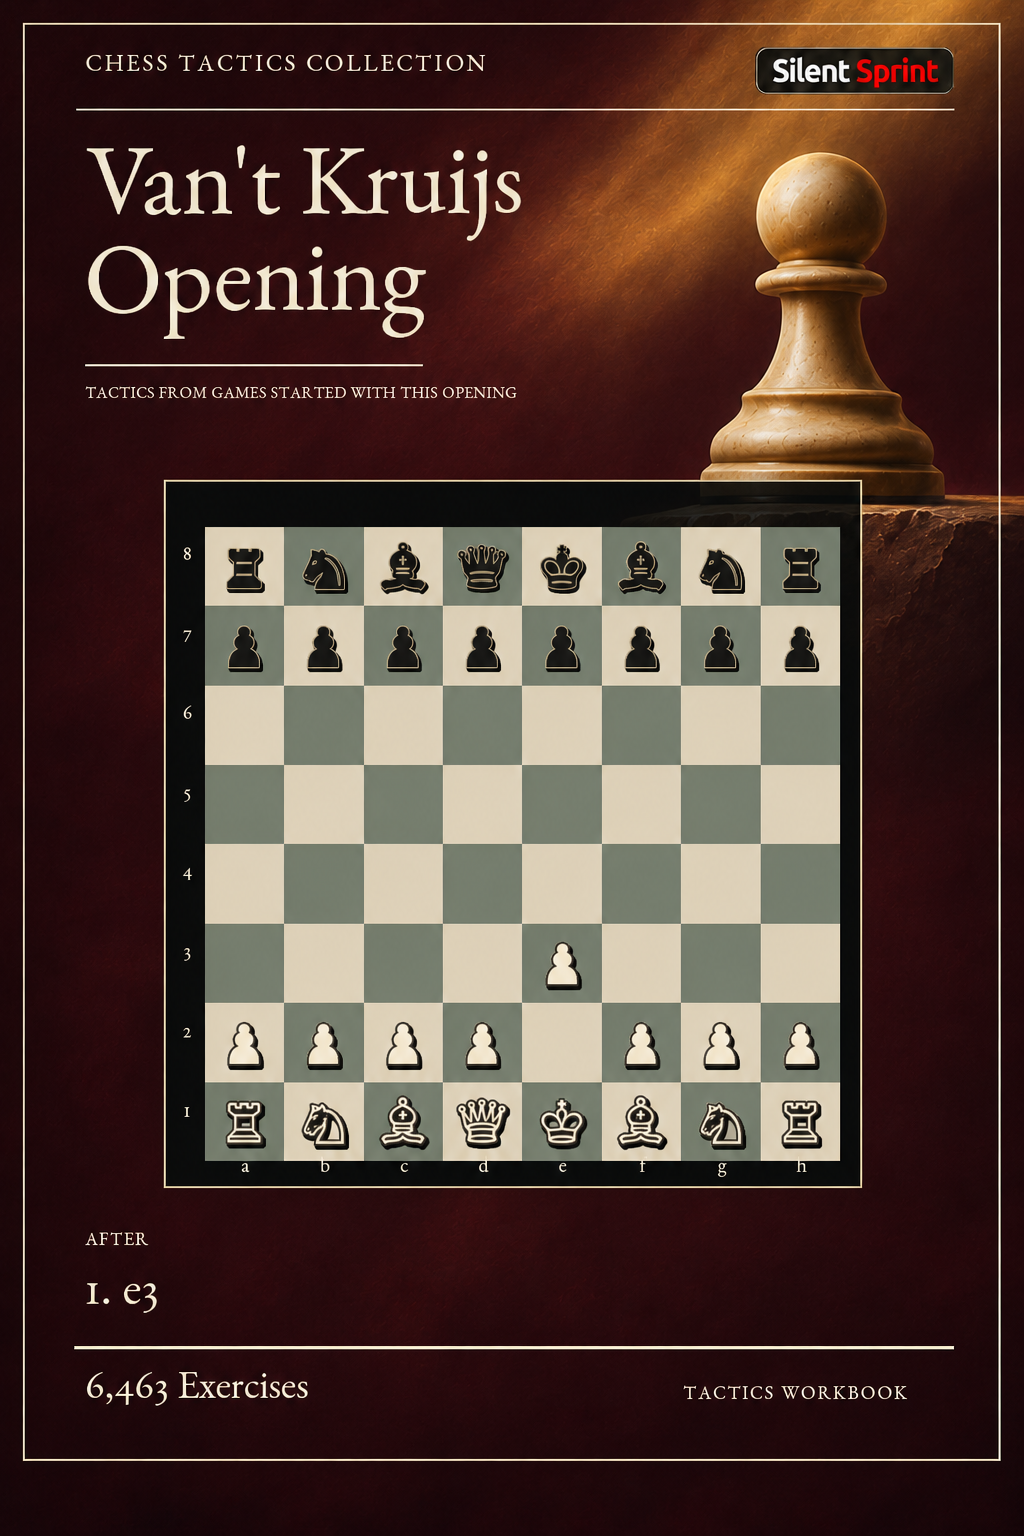 CHESS TACTICS COLLECTION
Silent Sprint
Van't Kruijs
Opening
TACTICS FROM GAMES STARTED WITH THIS OPENING
8
7
6
5
4
3
2
1
a b c d e f g h
AFTER
1. e3
6,463 Exercises
TACTICS WORKBOOK